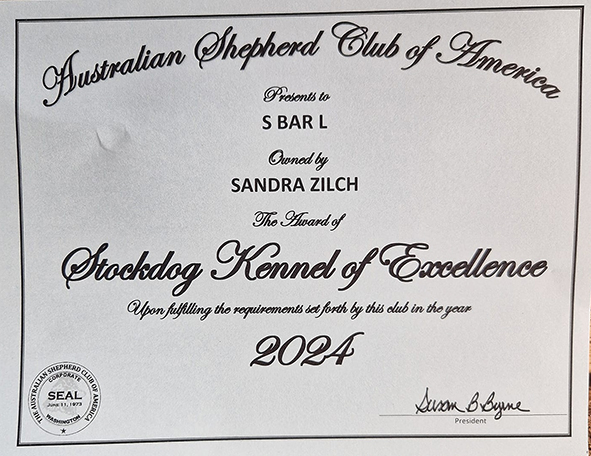 Australian Shepherd Club of America
Presents to
S BAR L
Owned by
SANDRA ZILCH
The Award of
Stockdog Kennel of Excellence
Upon fulfilling the requirements set forth by this club in the year
2024
THE AUSTRALIAN SHEPHERD CLUB OF AMERICA
CORPORATE
SEAL
June 11, 1973
WASHINGTON
Susan B Byrne
President